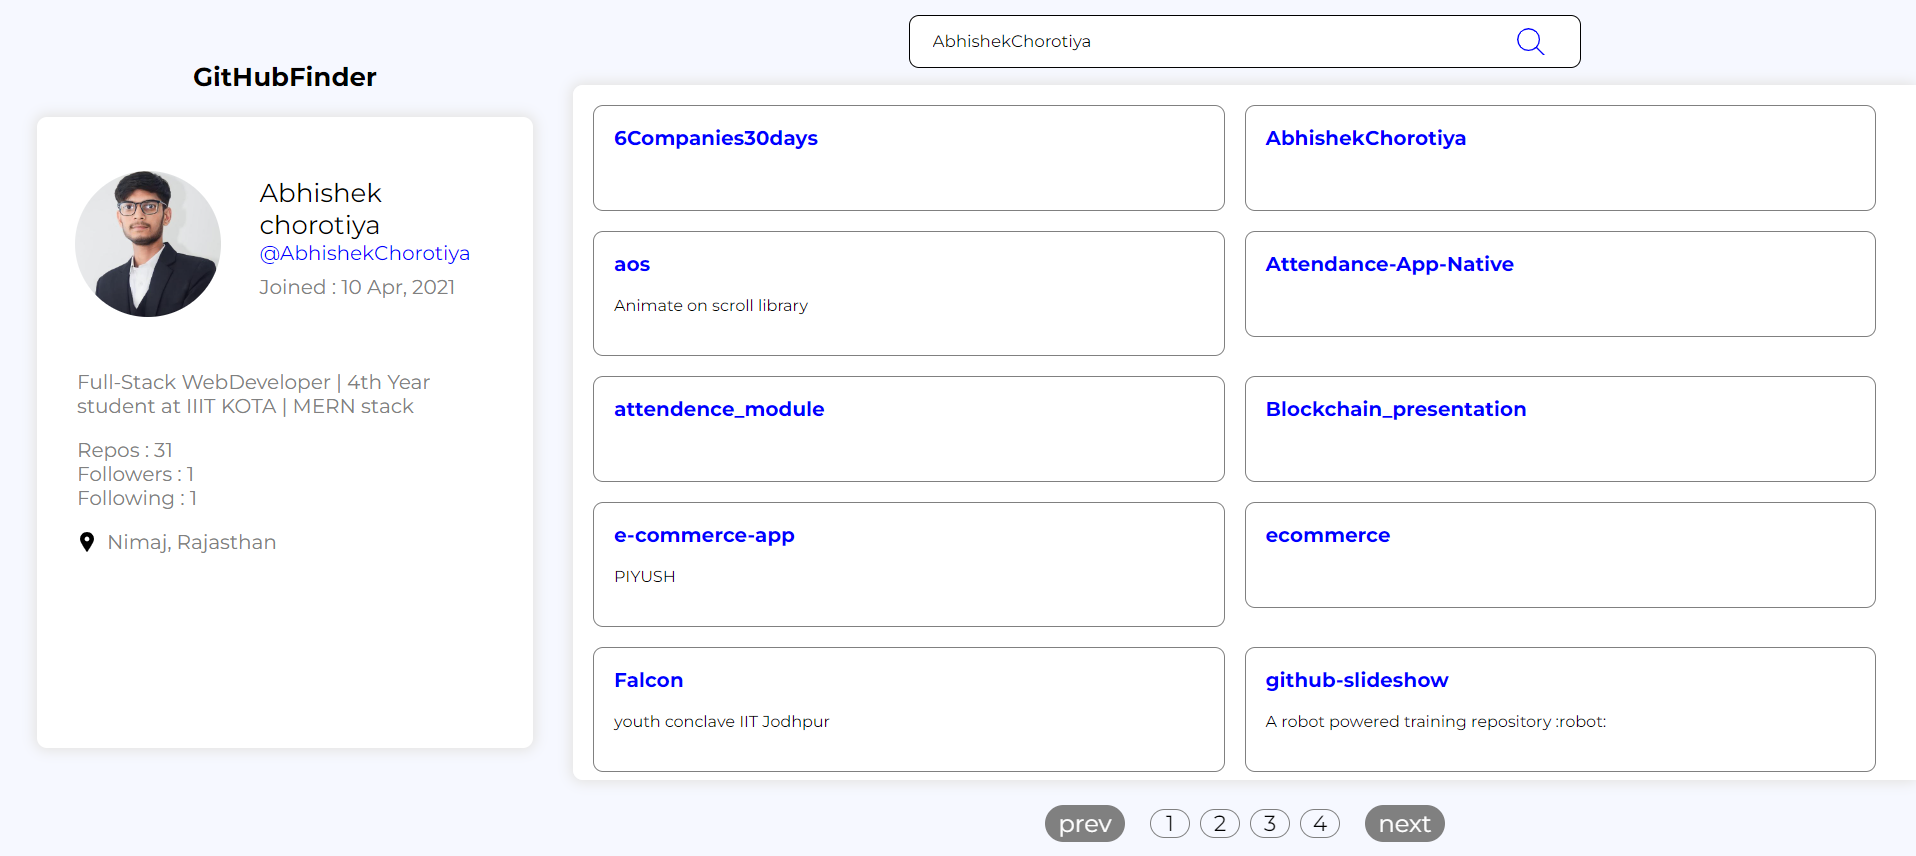 AbhishekChorotiya
GitHubFinder
Abhishek
chorotiya
@AbhishekChorotiya
Joined : 10 Apr, 2021
Full-Stack WebDeveloper | 4th Year
student at IIIT KOTA | MERN stack
Repos : 31
Followers : 1
Following : 1
Nimaj, Rajasthan
6Companies30days
AbhishekChorotiya
aos
Animate on scroll library
Attendance-App-Native
attendence_module
Blockchain_presentation
e-commerce-app
PIYUSH
ecommerce
Falcon
youth conclave IIT Jodhpur
github-slideshow
A robot powered training repository :robot:
prev 1 2 3 4 next